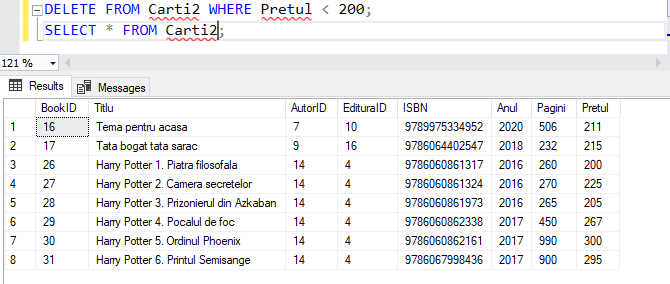 DELETE FROM Carti2 WHERE Pretul < 200;
SELECT * FROM Carti2;
121 %
Results Messages
BookID Titlu AutorID EdituraID ISBN Anul Pagini Pretul
1 16 Tema pentru acasa 7 10 9789975334952 2020 506 211
2 17 Tata bogat tata sarac 9 16 9786064402547 2018 232 215
3 26 Harry Potter 1. Piatra filosofala 14 4 9786060861317 2016 260 200
4 27 Harry Potter 2. Camera secretelor 14 4 9786060861324 2016 270 225
5 28 Harry Potter 3. Prizonierul din Azkaban 14 4 9786060861973 2016 265 205
6 29 Harry Potter 4. Pocalul de foc 14 4 9786060862338 2017 450 267
7 30 Harry Potter 5. Ordinul Phoenix 14 4 9786060862161 2017 990 300
8 31 Harry Potter 6. Printul Semisange 14 4 9786067998436 2017 900 295